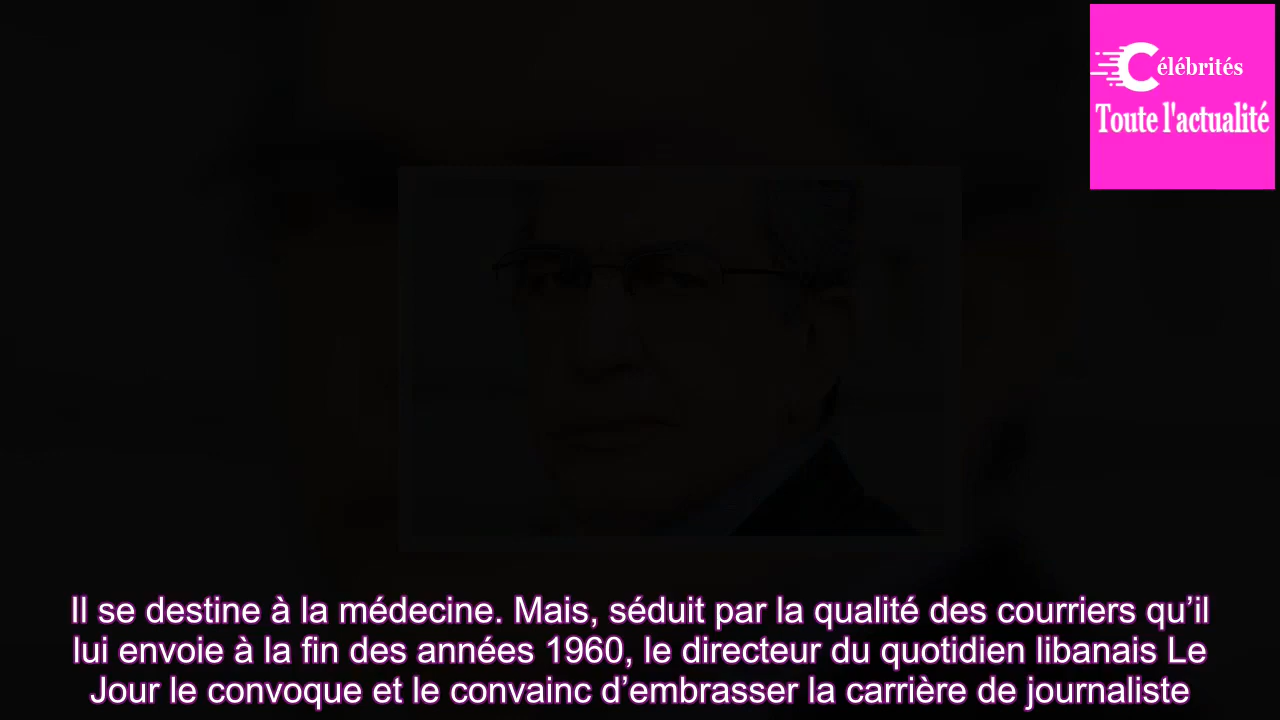 Célébrités
Toute l'actualité
Il se destine à la médecine. Mais, séduit par la qualité des courriers qu’il
lui envoie à la fin des années 1960, le directeur du quotidien libanais Le
Jour le convoque et le convainc d’embrasser la carrière de journaliste